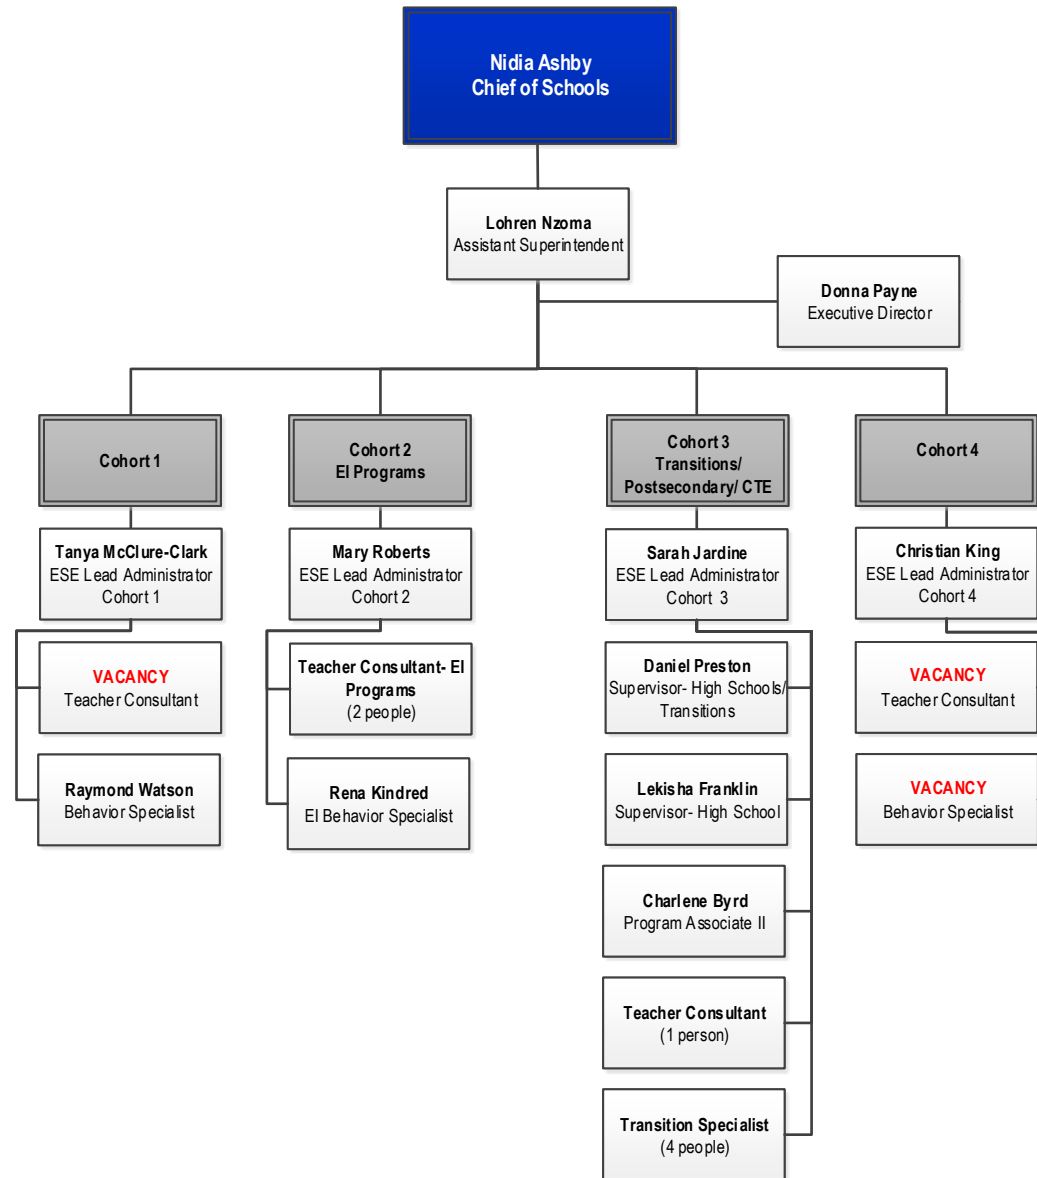 Nidia Ashby
Chief of Schools
Lohren Nzoma
Assistant Superintendent
Donna Payne
Executive Director
Cohort 1
Cohort 2
EI Programs
Cohort 3
Transitions/
Postsecondary/ CTE
Cohort 4
Tanya McClure-Clark
ESE Lead Administrator
Cohort 1
Mary Roberts
ESE Lead Administrator
Cohort 2
Sarah Jardine
ESE Lead Administrator
Cohort 3
Christian King
ESE Lead Administrator
Cohort 4
VACANCY
Teacher Consultant
Teacher Consultant- EI
Programs
(2 people)
Daniel Preston
Supervisor- High Schools/
Transitions
VACANCY
Teacher Consultant
Raymond Watson
Behavior Specialist
Rena Kindred
EI Behavior Specialist
Lekisha Franklin
Supervisor- High School
VACANCY
Behavior Specialist
Charlene Byrd
Program Associate II
Teacher Consultant
(1 person)
Transition Specialist
(4 people)